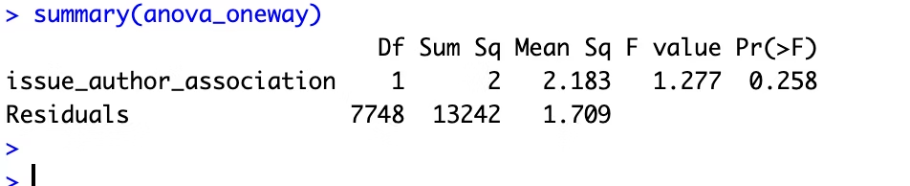 > summary(anova_oneway)
Df Sum Sq Mean Sq F value Pr(>F)
issue_author_association 1 2 2.183 1.277 0.258
Residuals 7748 13242 1.709
>
>